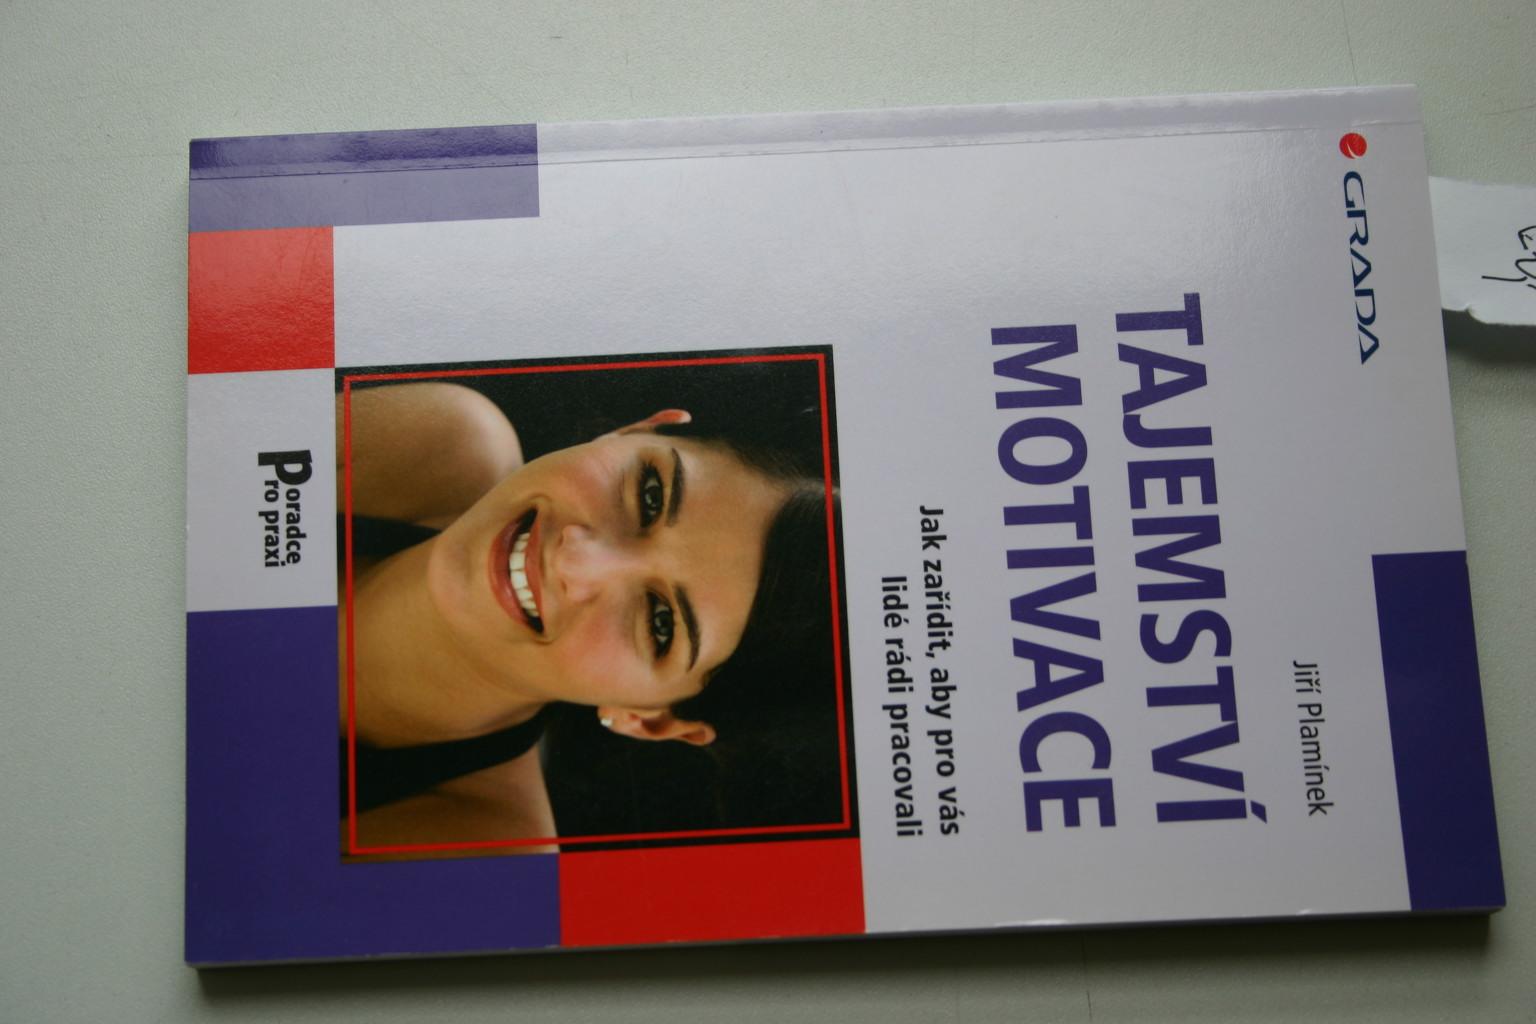 GRADA
Jiří Plamínek
TAJEMSTVÍ
MOTIVACE
Jak zařídit, aby pro vás
lidé rádi pracovali
Poradce
pro praxi